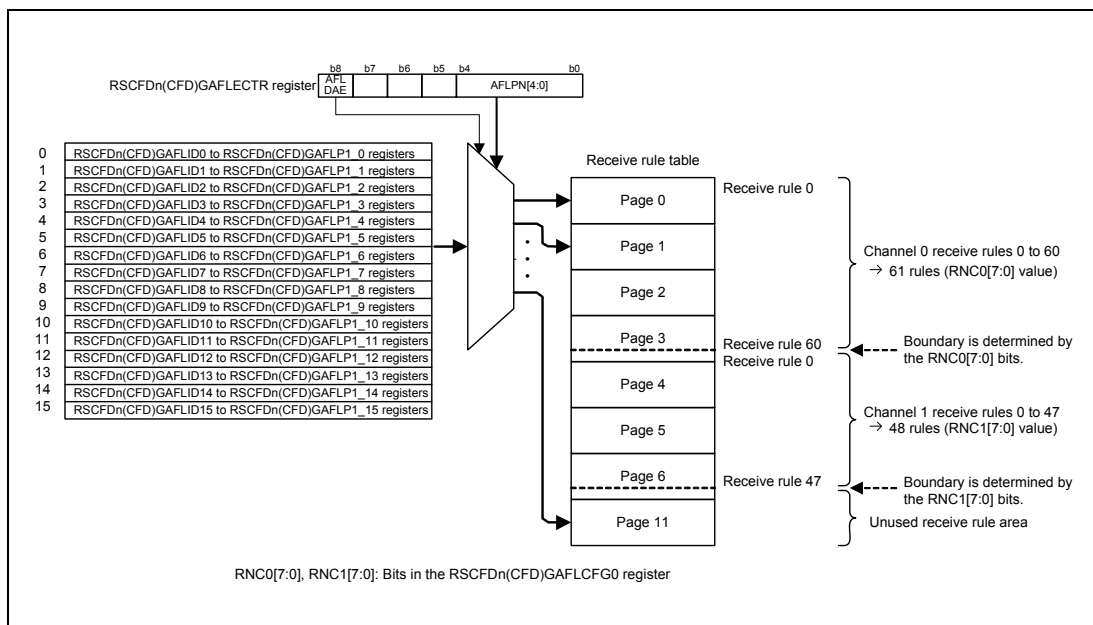 b8 b7 b6 b5 b4 b0
RSCFDn(CFD)GAFLECTR register
AFL
DAE
AFLPN[4:0]
0 RSCFDn(CFD)GAFLID0 to RSCFDn(CFD)GAFLP1_0 registers
1 RSCFDn(CFD)GAFLID1 to RSCFDn(CFD)GAFLP1_1 registers
2 RSCFDn(CFD)GAFLID2 to RSCFDn(CFD)GAFLP1_2 registers
3 RSCFDn(CFD)GAFLID3 to RSCFDn(CFD)GAFLP1_3 registers
4 RSCFDn(CFD)GAFLID4 to RSCFDn(CFD)GAFLP1_4 registers
5 RSCFDn(CFD)GAFLID5 to RSCFDn(CFD)GAFLP1_5 registers
6 RSCFDn(CFD)GAFLID6 to RSCFDn(CFD)GAFLP1_6 registers
7 RSCFDn(CFD)GAFLID7 to RSCFDn(CFD)GAFLP1_7 registers
8 RSCFDn(CFD)GAFLID8 to RSCFDn(CFD)GAFLP1_8 registers
9 RSCFDn(CFD)GAFLID9 to RSCFDn(CFD)GAFLP1_9 registers
10 RSCFDn(CFD)GAFLID10 to RSCFDn(CFD)GAFLP1_10 registers
11 RSCFDn(CFD)GAFLID11 to RSCFDn(CFD)GAFLP1_11 registers
12 RSCFDn(CFD)GAFLID12 to RSCFDn(CFD)GAFLP1_12 registers
13 RSCFDn(CFD)GAFLID13 to RSCFDn(CFD)GAFLP1_13 registers
14 RSCFDn(CFD)GAFLID14 to RSCFDn(CFD)GAFLP1_14 registers
15 RSCFDn(CFD)GAFLID15 to RSCFDn(CFD)GAFLP1_15 registers
Receive rule table
Page 0
Page 1
Page 2
Page 3
Page 4
Page 5
Page 6
Page 11
Receive rule 0
Receive rule 60
Receive rule 0
Receive rule 47
Channel 0 receive rules 0 to 60
→ 61 rules (RNC0[7:0] value)
Boundary is determined by
the RNC0[7:0] bits.
Channel 1 receive rules 0 to 47
→ 48 rules (RNC1[7:0] value)
Boundary is determined by
the RNC1[7:0] bits.
Unused receive rule area
RNC0[7:0], RNC1[7:0]: Bits in the RSCFDn(CFD)GAFLCFG0 register